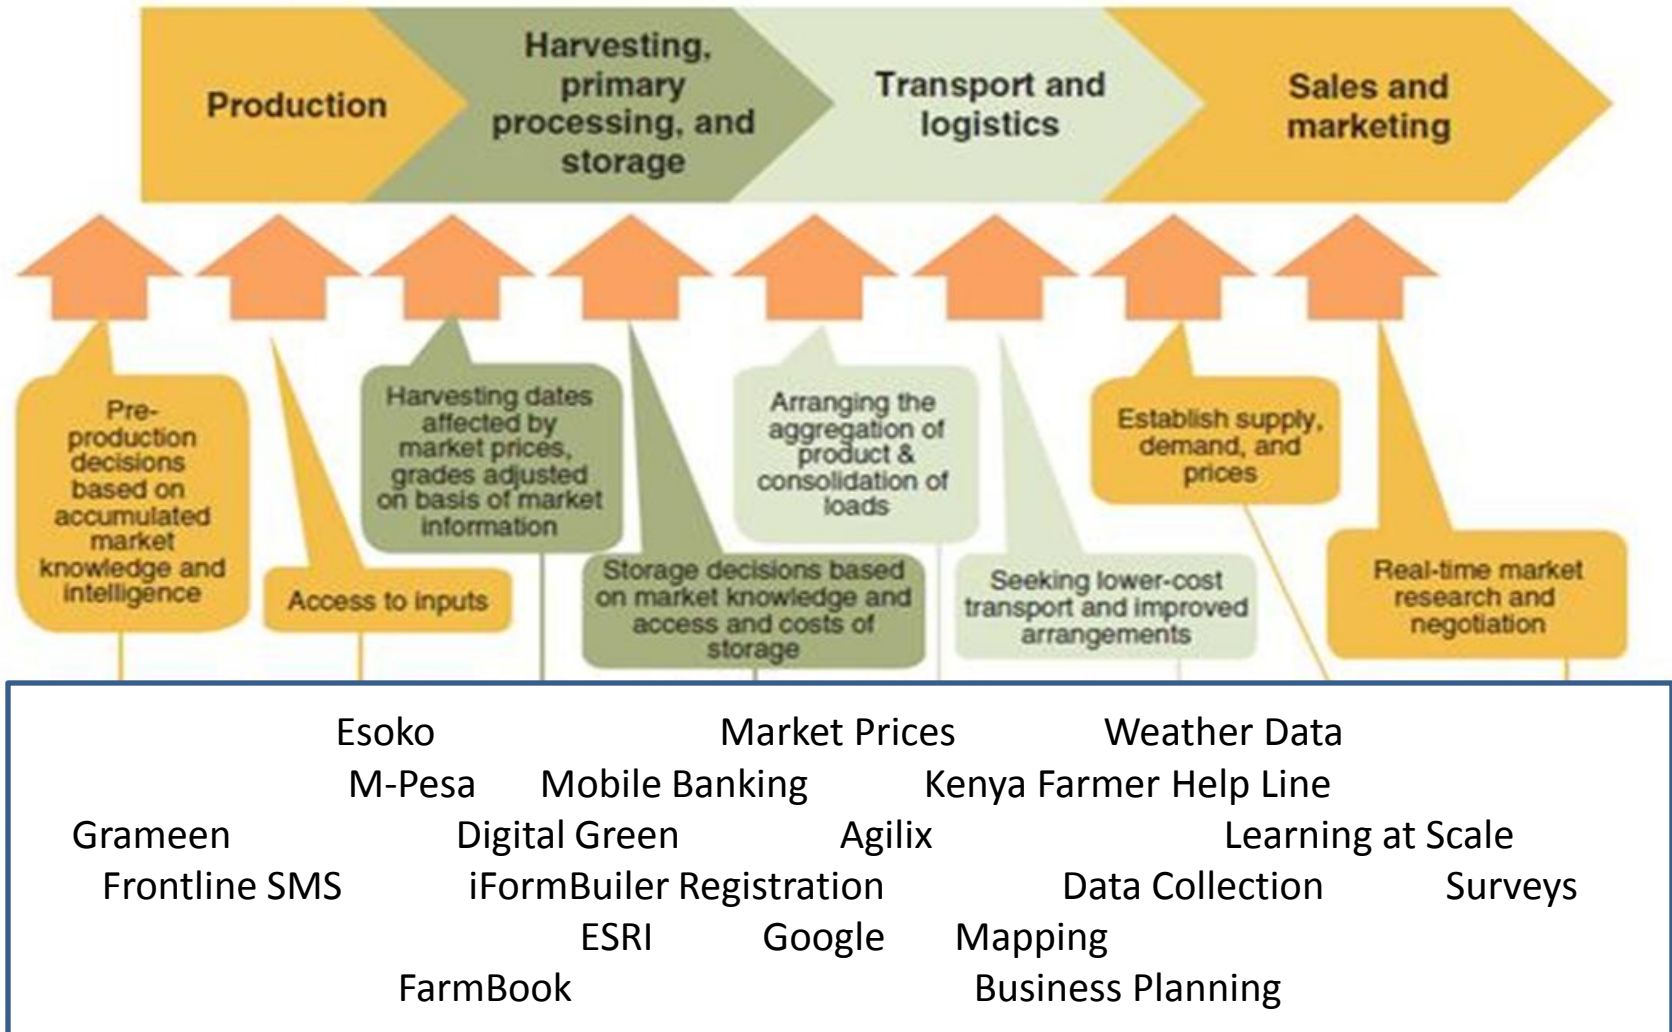 Production
Harvesting,
primary
processing, and
storage
Transport and
logistics
Sales and
marketing
Pre-
production
decisions
based on
accumulated
market
knowledge and
intelligence
Access to inputs
Harvesting dates
affected by
market prices,
grades adjusted
on basis of market
information
Storage decisions based
on market knowledge and
access and costs of
storage
Arranging the
aggregation of
product &
consolidation of
loads
Seeking lower-cost
transport and improved
arrangements
Establish supply,
demand, and
prices
Real-time market
research and
negotiation
Esoko Market Prices Weather Data
M-Pesa Mobile Banking Kenya Farmer Help Line
Grameen Digital Green Agilix Learning at Scale
Frontline SMS iFormBuiler Registration Data Collection Surveys
ESRI Google Mapping
FarmBook Business Planning